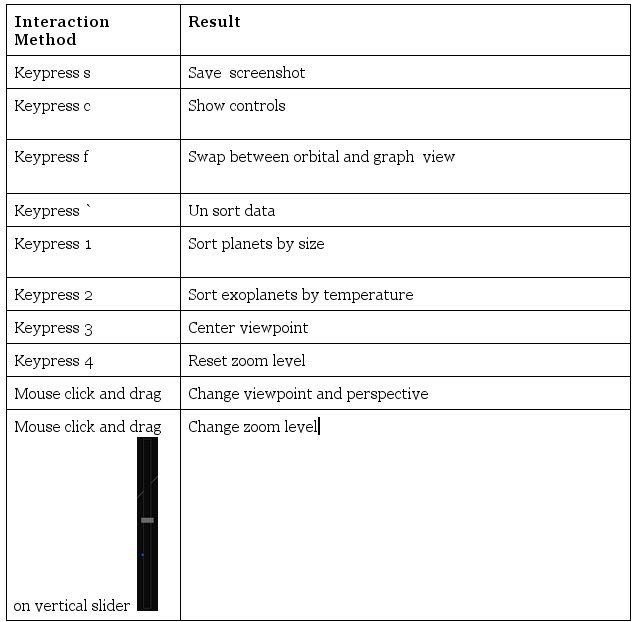 Interaction Method Result
Keypress s Save screenshot
Keypress c Show controls
Keypress f Swap between orbital and graph view
Keypress ` Un sort data
Keypress 1 Sort planets by size
Keypress 2 Sort exoplanets by temperature
Keypress 3 Center viewpoint
Keypress 4 Reset zoom level
Mouse click and drag Change viewpoint and perspective
Mouse click and drag Change zoom level
on vertical slider